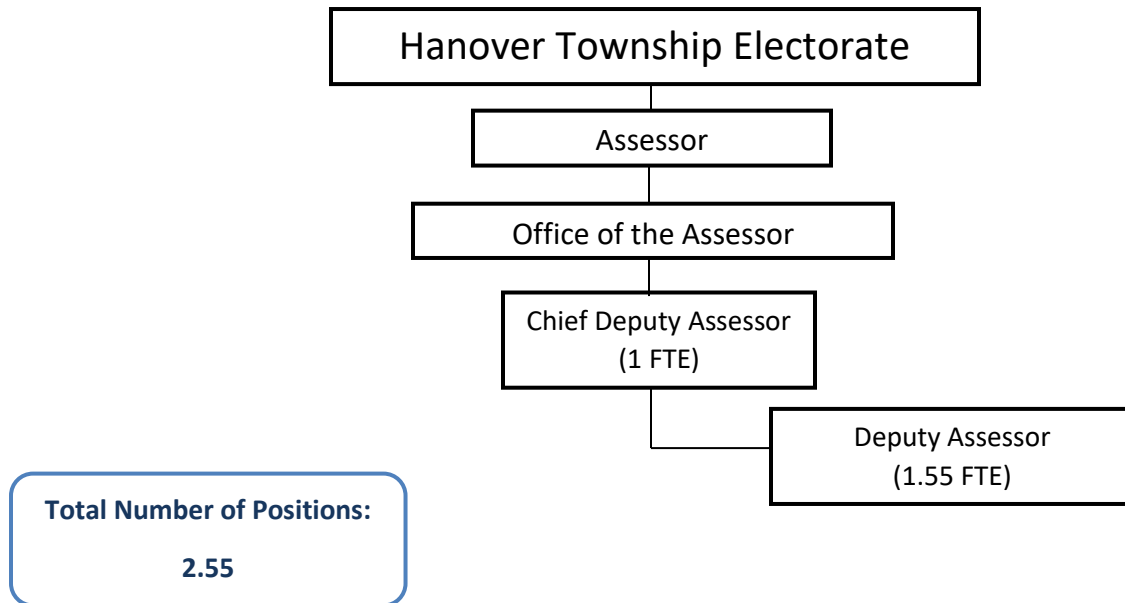 Hanover Township Electorate
Assessor
Office of the Assessor
Chief Deputy Assessor
(1 FTE)
Deputy Assessor
(1.55 FTE)
Total Number of Positions:
2.55